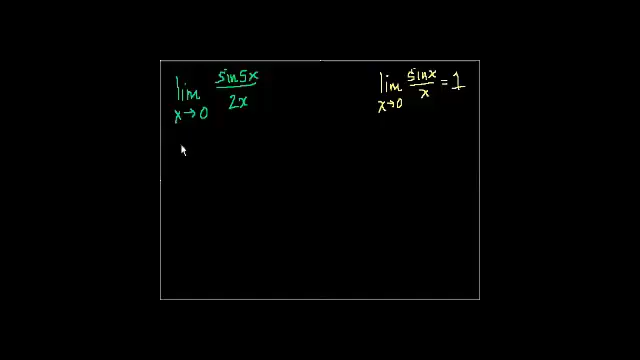 lim x→0 sin5x/2x
lim x→0 sinx/x = 1